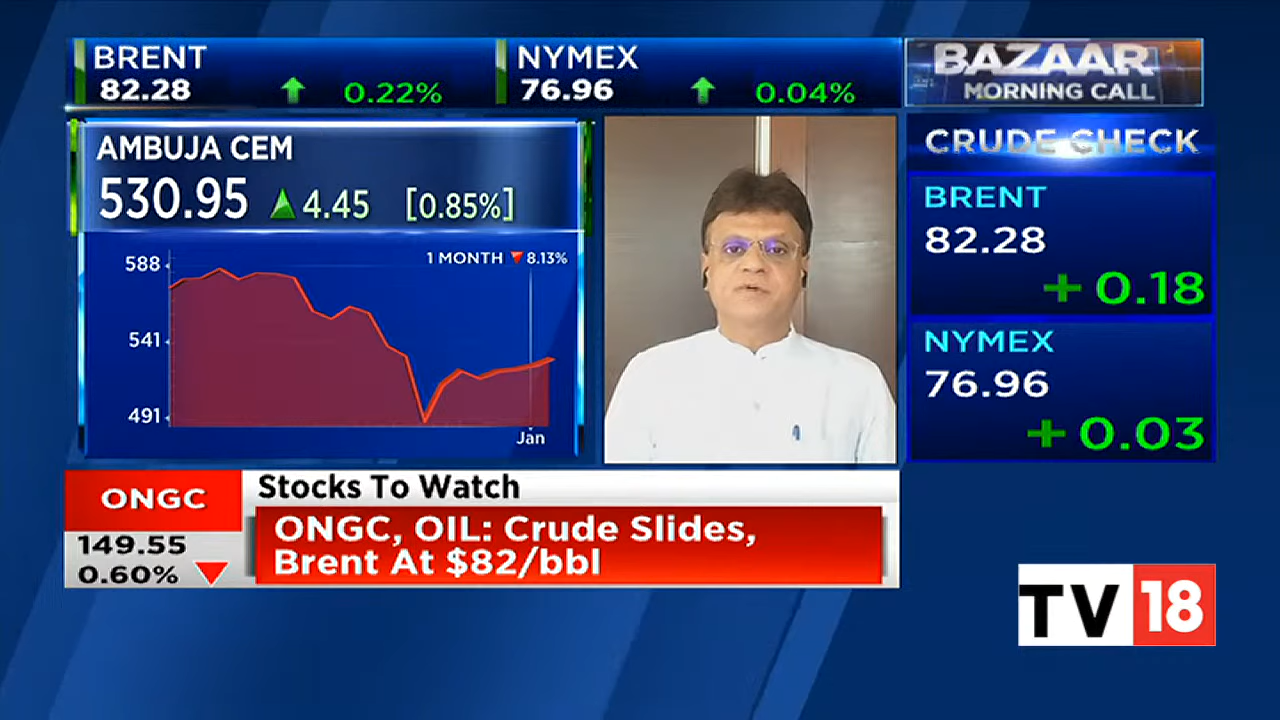 BRENT
82.28 0.22%
NYMEX
76.96 0.04%
BAZAAR
MORNING CALL
AMBUJA CEM
530.95 4.45 [0.85%]
1 MONTH 8.13%
588
541
491
Jan
CRUDE CHECK
BRENT
82.28
+ 0.18
NYMEX
76.96
+ 0.03
ONGC
149.55
0.60%
Stocks To Watch
ONGC, OIL: Crude Slides,
Brent At $82/bbl
TV18